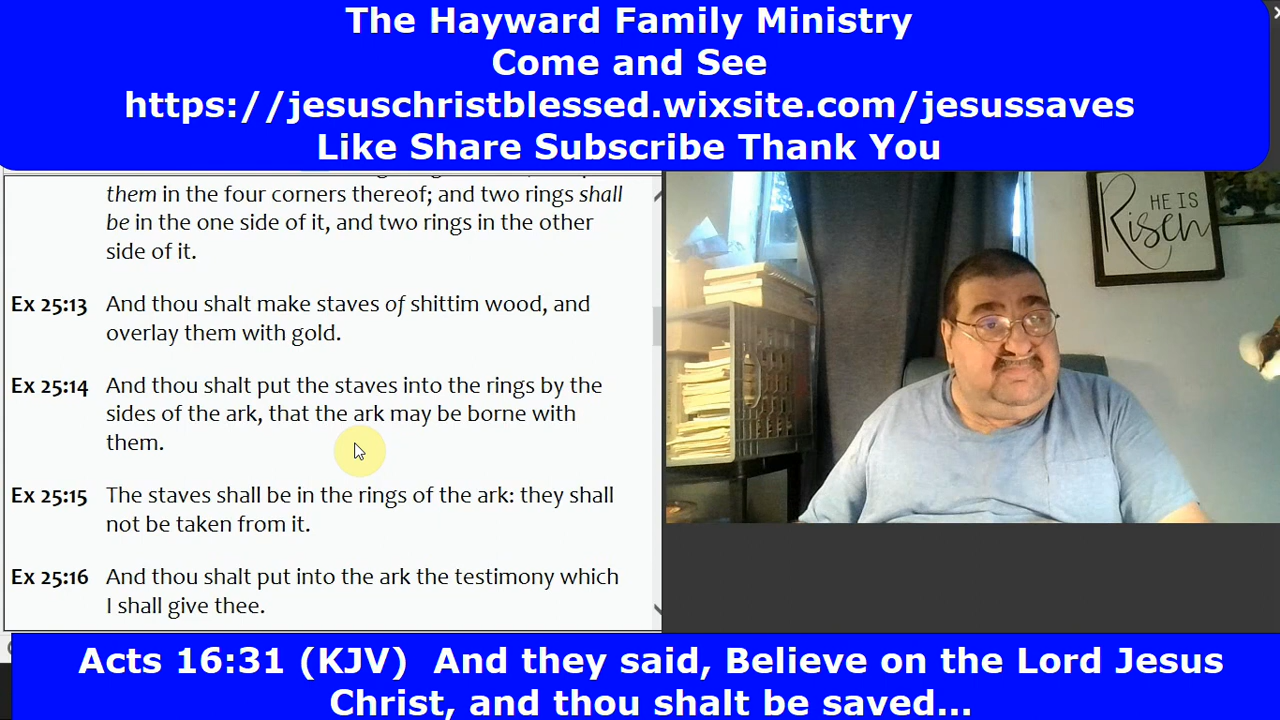 The Hayward Family Ministry
Come and See
https://jesuschristblessed.wixsite.com/jesussaves
Like Share Subscribe Thank You
them in the four corners thereof; and two rings shall
be in the one side of it, and two rings in the other
side of it.
Ex 25:13 And thou shalt make staves of shittim wood, and
overlay them with gold.
Ex 25:14 And thou shalt put the staves into the rings by the
sides of the ark, that the ark may be borne with
them.
Ex 25:15 The staves shall be in the rings of the ark: they shall
not be taken from it.
Ex 25:16 And thou shalt put into the ark the testimony which
I shall give thee.
HE IS
Risen
Acts 16:31 (KJV) And they said, Believe on the Lord Jesus
Christ, and thou shalt be saved...